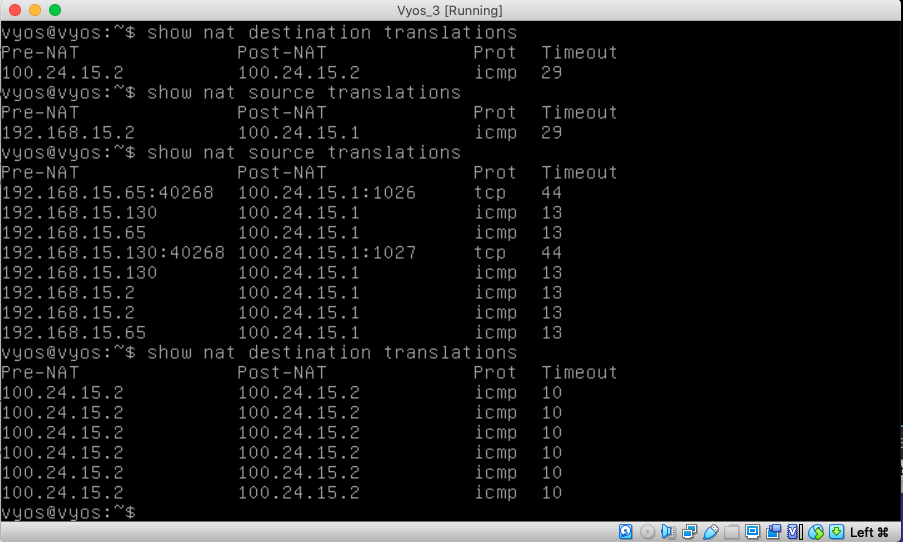 Vyos_3 [Running]
vyos@vyos:~$ show nat destination translations
Pre-NAT Post-NAT Prot Timeout
100.24.15.2 100.24.15.2 icmp 29
vyos@vyos:~$ show nat source translations
Pre-NAT Post-NAT Prot Timeout
192.168.15.2 100.24.15.1 icmp 29
vyos@vyos:~$ show nat source translations
Pre-NAT Post-NAT Prot Timeout
192.168.15.65:40268 100.24.15.1:1026 tcp 44
192.168.15.130 100.24.15.1 icmp 13
192.168.15.65 100.24.15.1 icmp 13
192.168.15.130:40268 100.24.15.1:1027 tcp 44
192.168.15.130 100.24.15.1 icmp 13
192.168.15.2 100.24.15.1 icmp 13
192.168.15.2 100.24.15.1 icmp 13
192.168.15.65 100.24.15.1 icmp 13
vyos@vyos:~$ show nat destination translations
Pre-NAT Post-NAT Prot Timeout
100.24.15.2 100.24.15.2 icmp 10
100.24.15.2 100.24.15.2 icmp 10
100.24.15.2 100.24.15.2 icmp 10
100.24.15.2 100.24.15.2 icmp 10
100.24.15.2 100.24.15.2 icmp 10
100.24.15.2 100.24.15.2 icmp 10
vyos@vyos:~$
Left ⌘